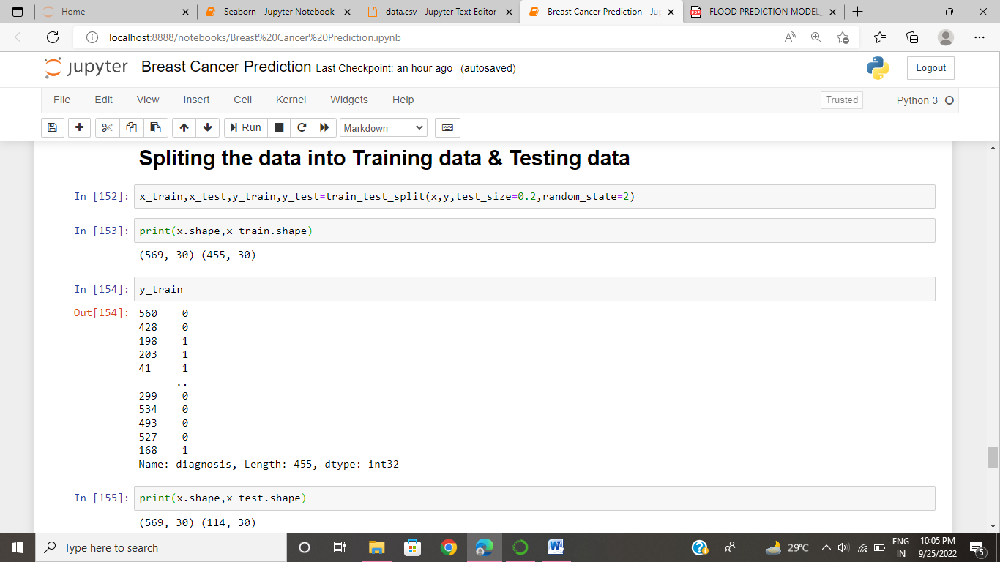 Home
Seaborn - Jupyter Notebook
data.csv - Jupyter Text Editor
Breast Cancer Prediction - Ju
PDF
FLOOD PREDICTION MODEL_
localhost:8888/notebooks/Breast%20Cancer%20Prediction.ipynb
jupyter Breast Cancer Prediction Last Checkpoint: an hour ago (autosaved)
Logout
File Edit View Insert Cell Kernel Widgets Help
Trusted
Python 3
Run
Markdown
Spliting the data into Training data & Testing data
In [152]: x_train,x_test,y_train,y_test=train_test_split(x,y,test_size=0.2,random_state=2)
In [153]: print(x.shape,x_train.shape)
(569, 30) (455, 30)
In [154]: y_train
Out[154]: 560    0
428    0
198    1
203    1
41     1
..
299    0
534    0
493    0
527    0
168    1
Name: diagnosis, Length: 455, dtype: int32
In [155]: print(x.shape,x_test.shape)
(569, 30) (114, 30)
Type here to search
W
29°C
ENG
IN
10:05 PM
9/25/2022
5